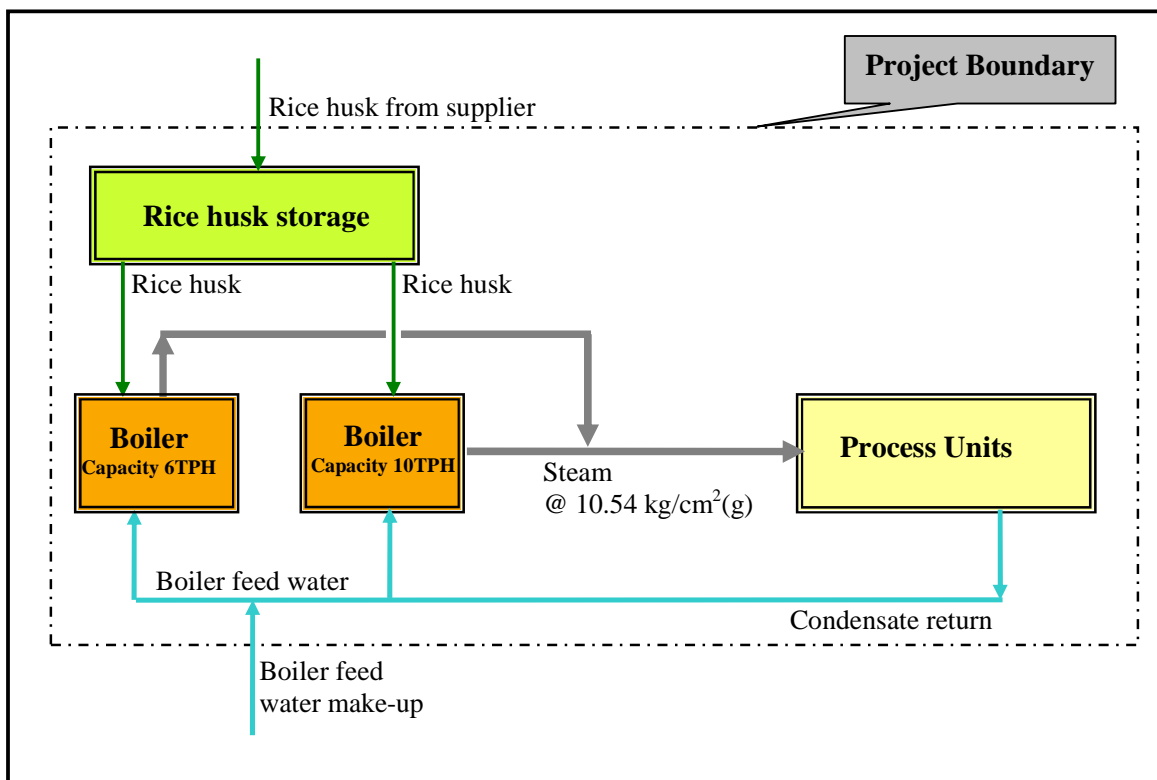 Project Boundary
Rice husk from supplier
Rice husk storage
Rice husk
Rice husk
Boiler
Capacity 6TPH
Boiler
Capacity 10TPH
Process Units
Steam
@ 10.54 kg/cm²(g)
Boiler feed water
Condensate return
Boiler feed
water make-up